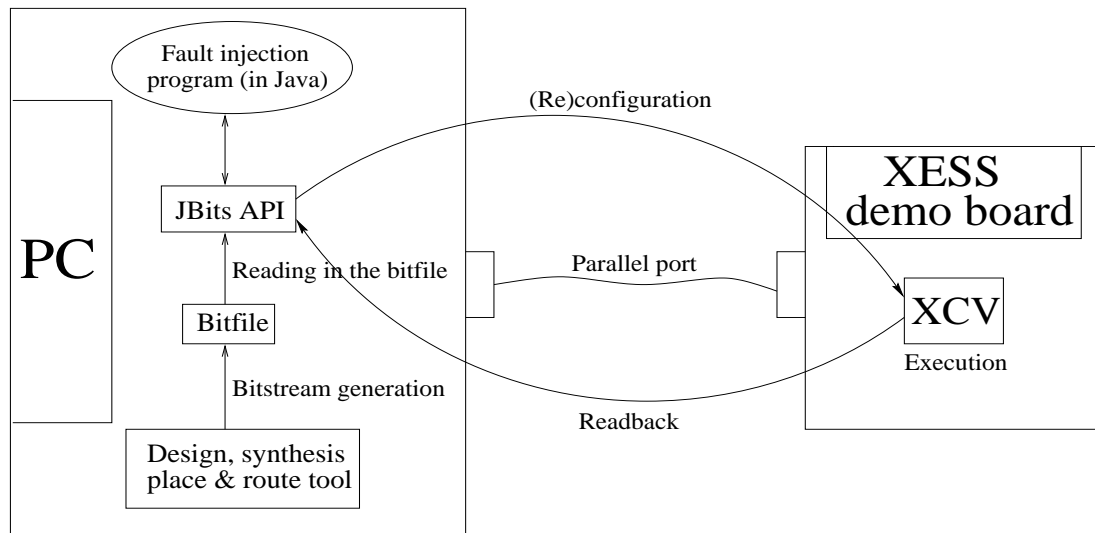 Fault injection
program (in Java)
(Re)configuration
XESS
demo board
JBits API
PC
Reading in the bitfile
Parallel port
Bitfile
XCV
Execution
Bitstream generation
Readback
Design, synthesis
place & route tool